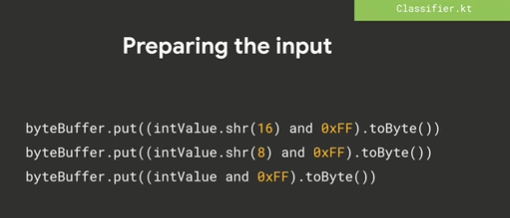 Classifier.kt
Preparing the input
byteBuffer.put((intValue.shr(16) and 0xFF).toByte())
byteBuffer.put((intValue.shr(8) and 0xFF).toByte())
byteBuffer.put((intValue and 0xFF).toByte())